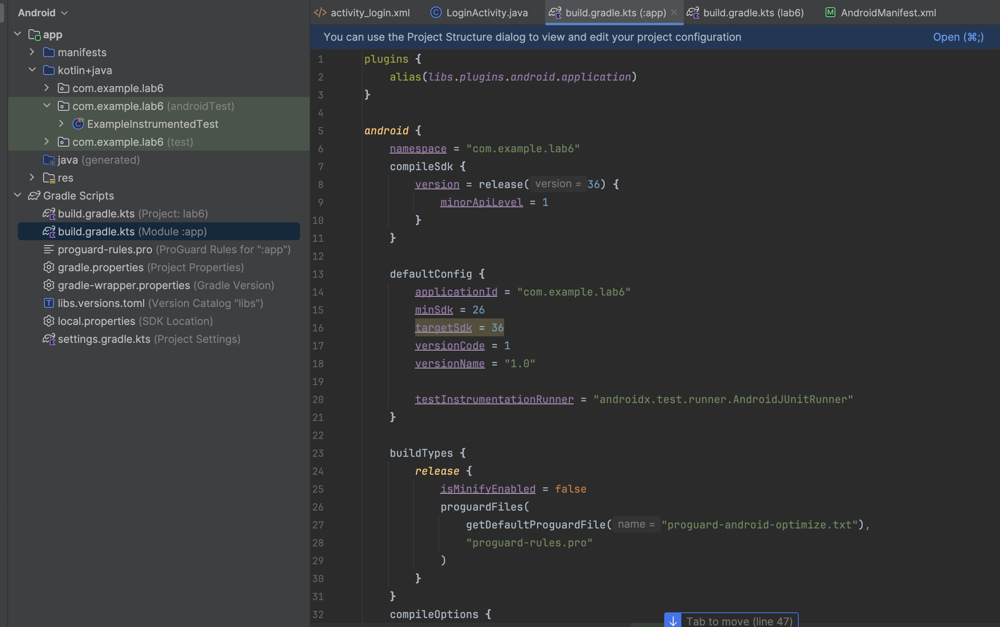 Android
app
manifests
kotlin+java
com.example.lab6
com.example.lab6 (androidTest)
ExampleInstrumentedTest
com.example.lab6 (test)
java (generated)
res
Gradle Scripts
build.gradle.kts (Project: lab6)
build.gradle.kts (Module :app)
proguard-rules.pro (ProGuard Rules for ":app")
gradle.properties (Project Properties)
gradle-wrapper.properties (Gradle Version)
libs.versions.toml (Version Catalog "libs")
local.properties (SDK Location)
settings.gradle.kts (Project Settings)
</> activity_login.xml
C LoginActivity.java
build.gradle.kts (:app)
build.gradle.kts (lab6)
M AndroidManifest.xml
You can use the Project Structure dialog to view and edit your project configuration Open (⌘;)
1 plugins {
2 alias(libs.plugins.android.application)
3 }
4
5 android {
6 namespace = "com.example.lab6"
7 compileSdk {
8 version = release( version = 36) {
9 minorApiLevel = 1
10 }
11 }
12
13 defaultConfig {
14 applicationId = "com.example.lab6"
15 minSdk = 26
16 targetSdk = 36
17 versionCode = 1
18 versionName = "1.0"
19
20 testInstrumentationRunner = "androidx.test.runner.AndroidJUnitRunner"
21 }
22
23 buildTypes {
24 release {
25 isMinifyEnabled = false
26 proguardFiles(
27 getDefaultProguardFile( name = "proguard-android-optimize.txt"),
28 "proguard-rules.pro"
29 )
30 }
31 }
32 compileOptions {
Tab to move (line 47)